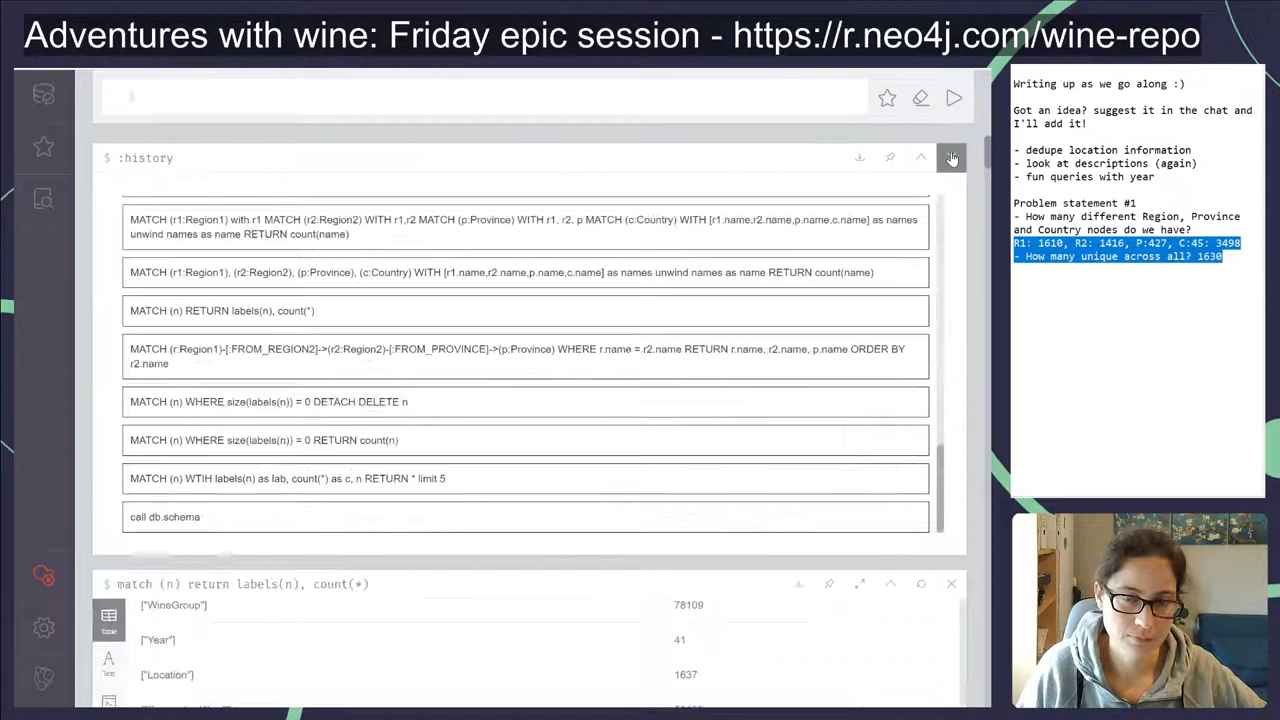 Adventures with wine: Friday epic session - https://r.neo4j.com/wine-repo
$ :history
MATCH (r1:Region1) with r1 MATCH (r2:Region2) WITH r1,r2 MATCH (p:Province) WITH r1, r2, p MATCH (c:Country) WITH [r1.name,r2.name,p.name,c.name] as names
unwind names as name RETURN count(name)
MATCH (r1:Region1), (r2:Region2), (p:Province), (c:Country) WITH [r1.name,r2.name,p.name,c.name] as names unwind names as name RETURN count(name)
MATCH (n) RETURN labels(n), count(*)
MATCH (r:Region1)-[:FROM_REGION2]->(r2:Region2)-[:FROM_PROVINCE]->(p:Province) WHERE r.name = r2.name RETURN r.name, r2.name, p.name ORDER BY
r2.name
MATCH (n) WHERE size(labels(n)) = 0 DETACH DELETE n
MATCH (n) WHERE size(labels(n)) = 0 RETURN count(n)
MATCH (n) WTIH labels(n) as lab, count(*) as c, n RETURN * limit 5
call db.schema
$ match (n) return labels(n), count(*)
Table
["WineGroup"] 78109
["Year"] 41
A
Text
["Location"] 1637
Writing up as we go along :)
Got an idea? suggest it in the chat and
I'll add it!
- dedupe location information
- look at descriptions (again)
- fun queries with year
Problem statement #1
- How many different Region, Province
and Country nodes do we have?
R1: 1610, R2: 1416, P:427, C:45: 3498
- How many unique across all? 1630